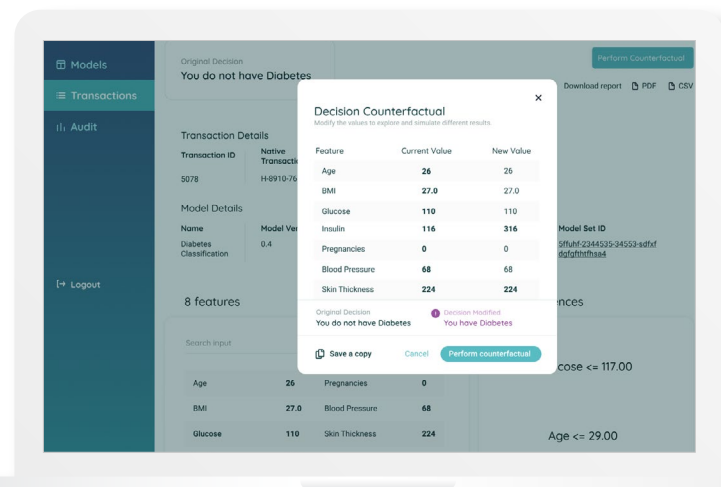 Models
Transactions
Audit
Logout
Original Decision
You do not have Diabetes
Perform Counterfactual
Download report PDF CSV
Transaction Details
Transaction ID Native
5078 H-8910-76
Model Details
Name Model
Diabetes
Classification 0.4
Model Set ID
5ffuhf-2344535-34553-sdfxf
dgfgfthtfhsa4
8 features
Search input
Age 26 Pregnancies 0
BMI 27.0 Blood Pressure 68
Glucose 110 Skin Thickness 224
<= 117.00
Age <= 29.00
Decision Counterfactual
Modify the values to explore and simulate different results
Feature Current Value New Value
Age 26 26
BMI 27.0 27.0
Glucose 110 110
Insulin 116 316
Pregnancies 0 0
Blood Pressure 68 68
Skin Thickness 224 224
Original Decision Decision Modified
You do not have Diabetes You have Diabetes
Save a copy Cancel Perform counterfactual